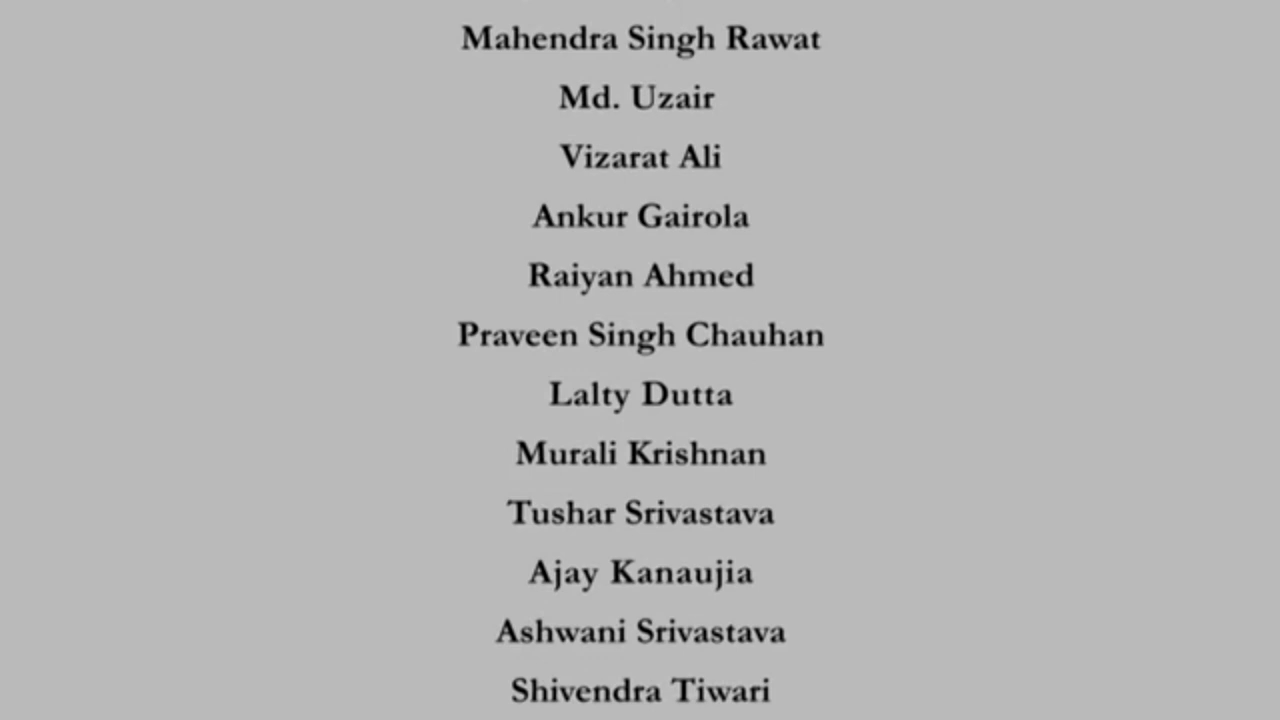 Mahendra Singh Rawat
Md. Uzair
Vizarat Ali
Ankur Gairola
Raiyan Ahmed
Praveen Singh Chauhan
Lalty Dutta
Murali Krishnan
Tushar Srivastava
Ajay Kanaujia
Ashwani Srivastava
Shivendra Tiwari